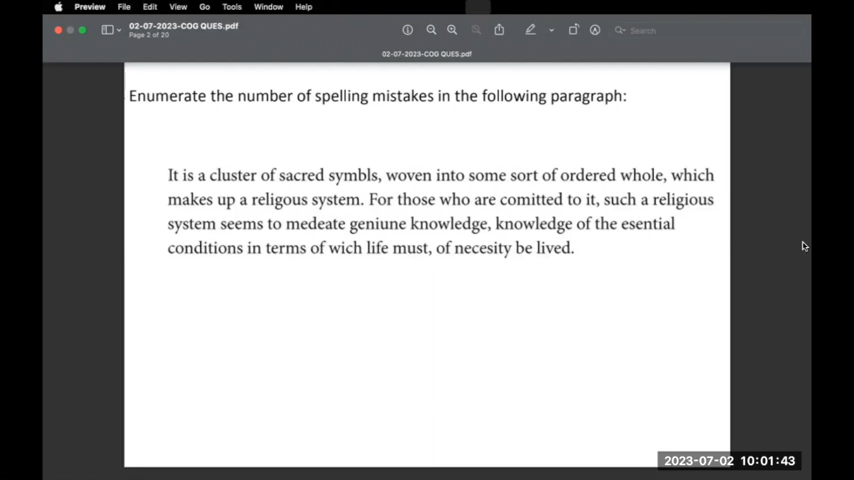 Preview File Edit View Go Tools Window Help
02-07-2023-COG QUES.pdf
Page 2 of 20
Search
02-07-2023-COG QUES.pdf
Enumerate the number of spelling mistakes in the following paragraph:
It is a cluster of sacred symbls, woven into some sort of ordered whole, which
makes up a religous system. For those who are comitted to it, such a religious
system seems to medeate geniune knowledge, knowledge of the esential
conditions in terms of wich life must, of necesity be lived.
2023-07-02 10:01:43